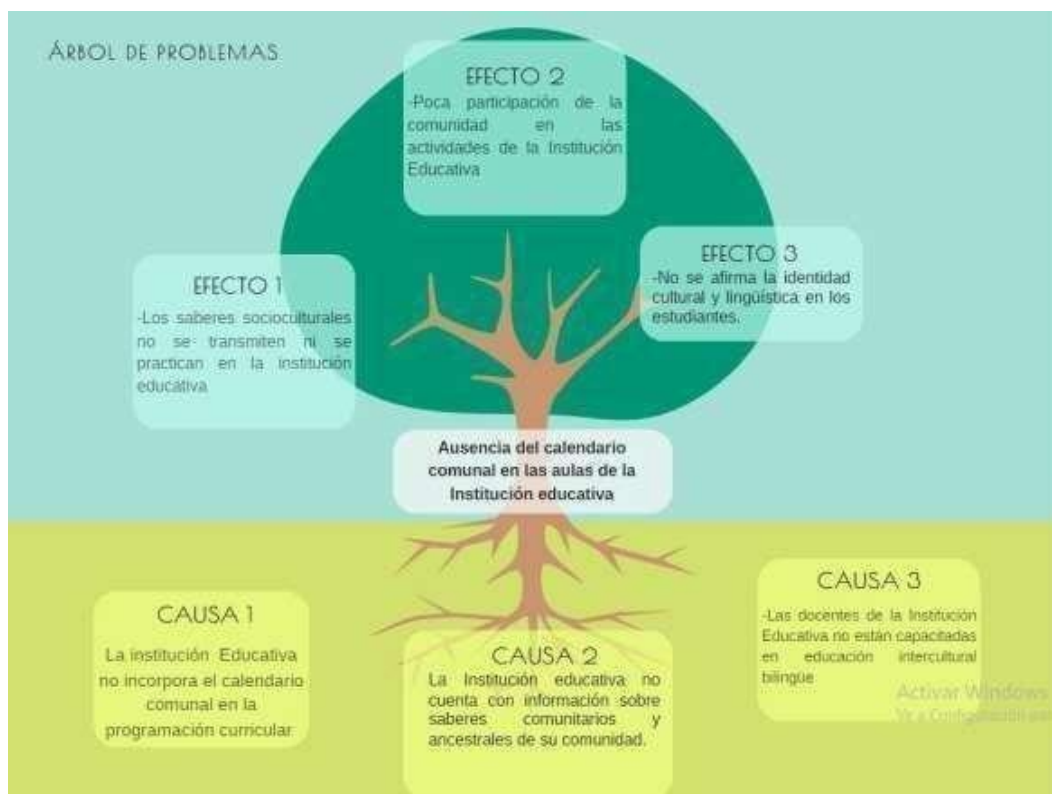 ÁRBOL DE PROBLEMAS
EFECTO 2
-Poca participación de la
comunidad en las
actividades de la Institución
Educativa
EFECTO 1
-Los saberes socioculturales
no se transmiten ni se
practican en la institución
educativa
EFECTO 3
-No se afirma la identidad
cultural y lingüística en los
estudiantes.
Ausencia del calendario
comunal en las aulas de la
Institución educativa
CAUSA 1
La institución Educativa
no incorpora el calendario
comunal en la
programación curricular
CAUSA 2
La Institución educativa no
cuenta con información sobre
saberes comunitarios y
ancestrales de su comunidad.
CAUSA 3
-Las docentes de la Institución
Educativa no están capacitadas
en educación intercultural
bilingüe
Activar Windows
Ve a Configuración